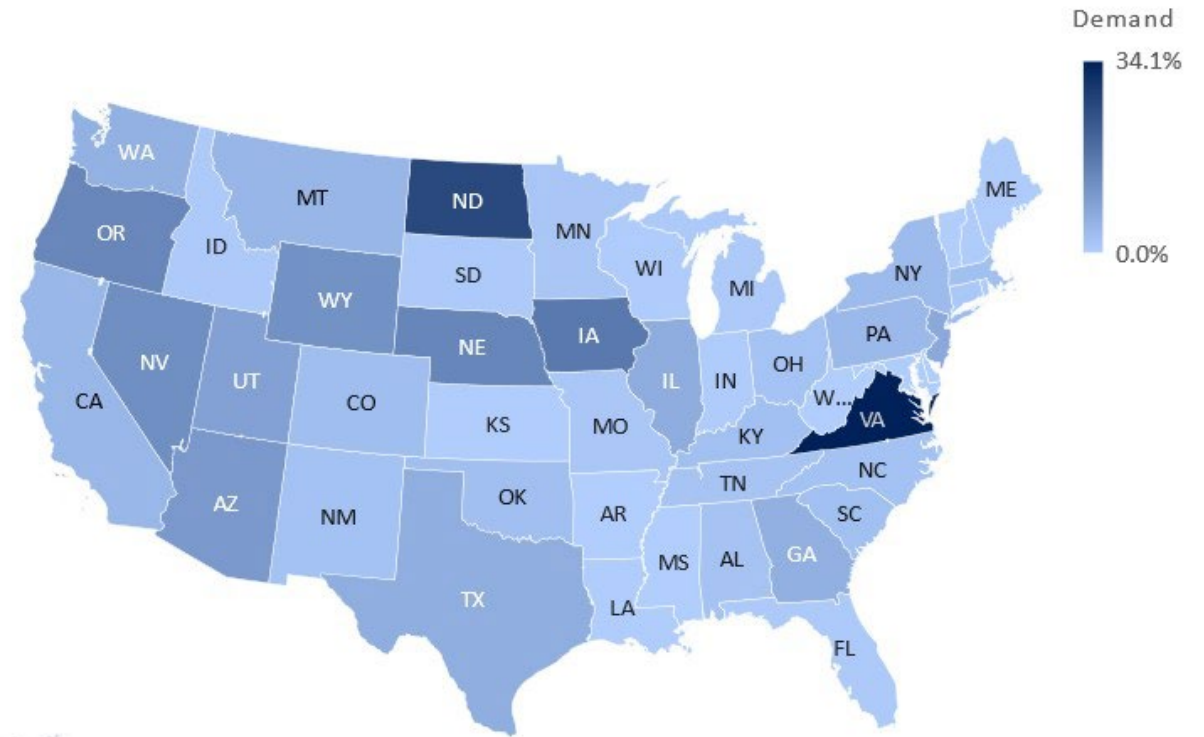 Demand
34.1%
0.0%
WA
MT
ND
MN
ME
OR
ID
SD
WI
MI
NY
WY
IA
PA
NV
UT
NE
IL
IN
OH
CA
CO
KS
MO
W...
VA
KY
AZ
NM
OK
AR
TN
NC
SC
TX
MS
AL
GA
LA
FL